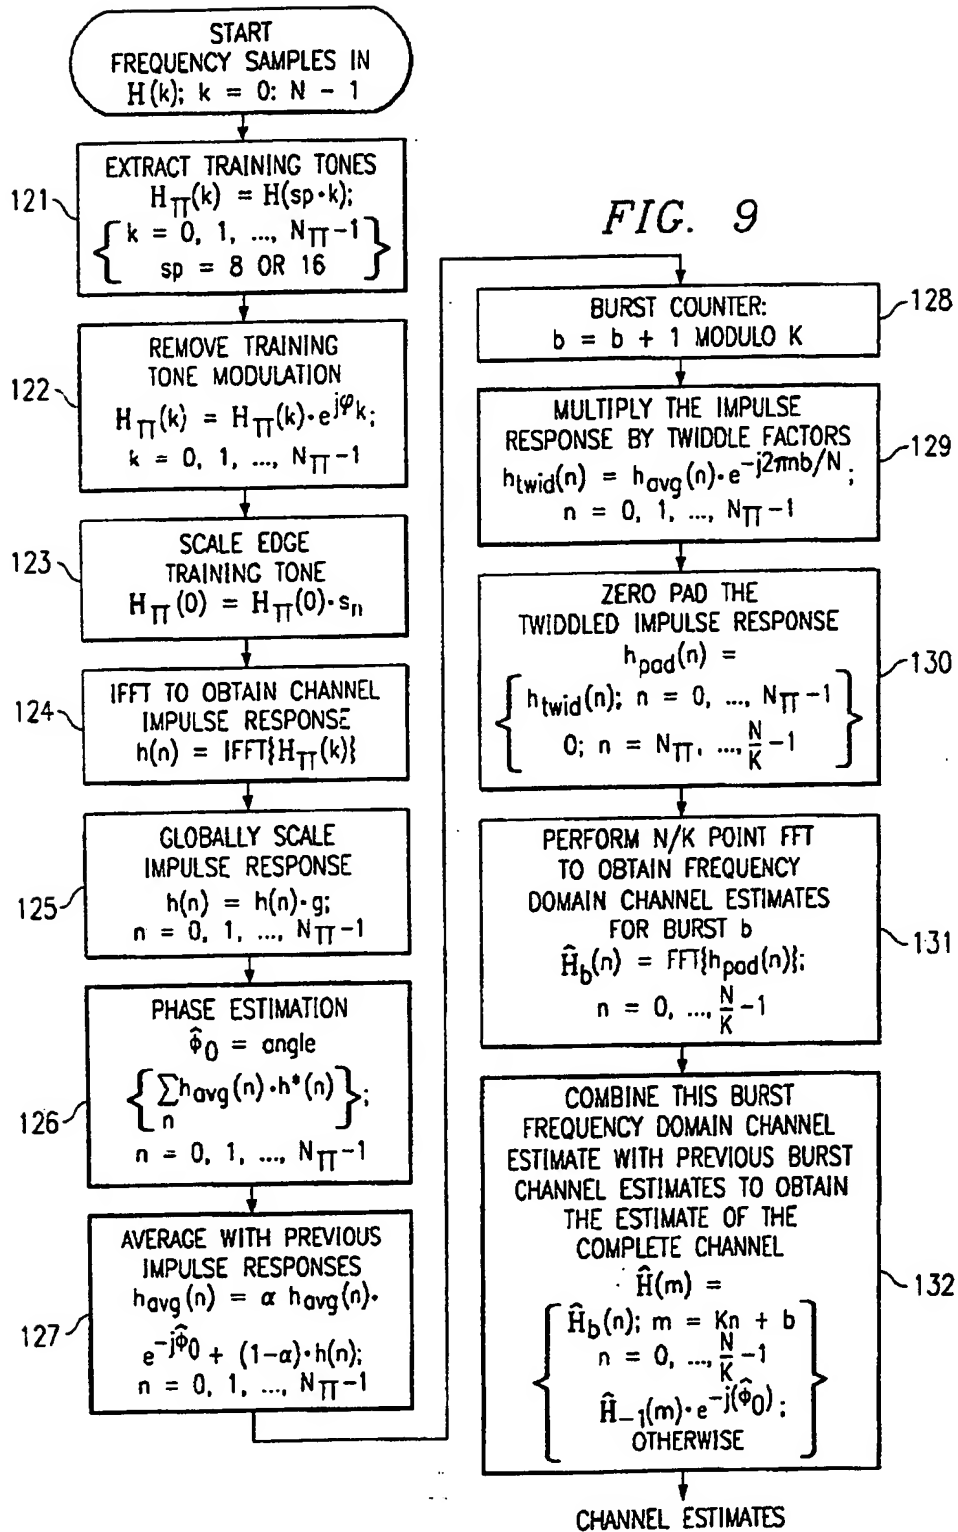 START
FREQUENCY SAMPLES IN
H(k); k = 0: N - 1
121
EXTRACT TRAINING TONES
H_TT(k) = H(sp·k);
{ k = 0, 1, ..., N_TT-1
sp = 8 OR 16 }
122
REMOVE TRAINING
TONE MODULATION
H_TT(k) = H_TT(k)·e^jφk;
k = 0, 1, ..., N_TT-1
123
SCALE EDGE
TRAINING TONE
H_TT(0) = H_TT(0)·s_n
124
IFFT TO OBTAIN CHANNEL
IMPULSE RESPONSE
h(n) = IFFT{H_TT(k)}
125
GLOBALLY SCALE
IMPULSE RESPONSE
h(n) = h(n)·g;
n = 0, 1, ..., N_TT-1
126
PHASE ESTIMATION
ϕ̂_0 = angle
{ ∑_n h_avg(n)·h*(n) };
n = 0, 1, ..., N_TT-1
127
AVERAGE WITH PREVIOUS
IMPULSE RESPONSES
h_avg(n) = α h_avg(n)·
e^-jϕ̂_0 + (1-α)·h(n);
n = 0, 1, ..., N_TT-1
FIG. 9
128
BURST COUNTER:
b = b + 1 MODULO K
129
MULTIPLY THE IMPULSE
RESPONSE BY TWIDDLE FACTORS
h_twid(n) = h_avg(n)·e^-j2πnb/N;
n = 0, 1, ..., N_TT-1
130
ZERO PAD THE
TWIDDLED IMPULSE RESPONSE
h_pad(n) =
{ h_twid(n); n = 0, ..., N_TT-1
0; n = N_TT, ..., N/K -1 }
131
PERFORM N/K POINT FFT
TO OBTAIN FREQUENCY
DOMAIN CHANNEL ESTIMATES
FOR BURST b
Ĥ_b(n) = FFT{h_pad(n)};
n = 0, ..., N/K -1
132
COMBINE THIS BURST
FREQUENCY DOMAIN CHANNEL
ESTIMATE WITH PREVIOUS BURST
CHANNEL ESTIMATES TO OBTAIN
THE ESTIMATE OF THE
COMPLETE CHANNEL
Ĥ(m) =
{ Ĥ_b(n); m = Kn + b
n = 0, ..., N/K -1
Ĥ_-1(m)·e^-j(ϕ̂_0);
OTHERWISE }
CHANNEL ESTIMATES